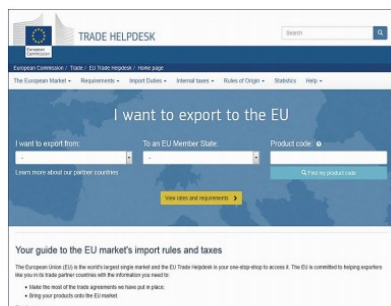 European
Commission
TRADE HELPDESK
Search
European Commission / Trade / EU Trade Helpdesk / Home page
The European Market
Requirements
Import Duties
Internal taxes
Rules of Origin
Statistics
Help
I want to export to the EU
I want to export from:
To an EU Member State:
Product code:
--
--
Learn more about our partner countries
Find my product code
View rates and requirements
Your guide to the EU market's import rules and taxes
The European Union (EU) is the world's largest single market and the EU Trade Helpdesk is your one-stop-shop to access it. The EU is committed to helping exporters
like you in its trade partner countries with the information you need to:
• Make the most of the trade agreements we have put in place;
• Bring your products onto the EU market